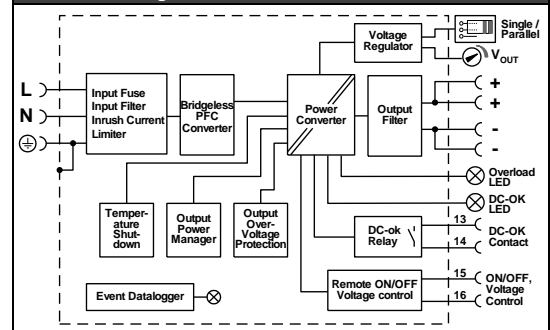 Voltage
Regulator
Single /
Parallel
VOUT
L
N
Input Fuse
Input Filter
Inrush Current
Limiter
Bridgeless
PFC
Converter
Power
Converter
Output
Filter
+
+
-
-
Overload
LED
DC-OK
LED
Temper-
ature
Shut-
down
Output
Power
Manager
Output
Over-
Voltage
Protection
DC-ok
Relay
13
14
DC-OK
Contact
Event Datalogger
Remote ON/OFF
Voltage control
15
16
ON/OFF,
Voltage
Control